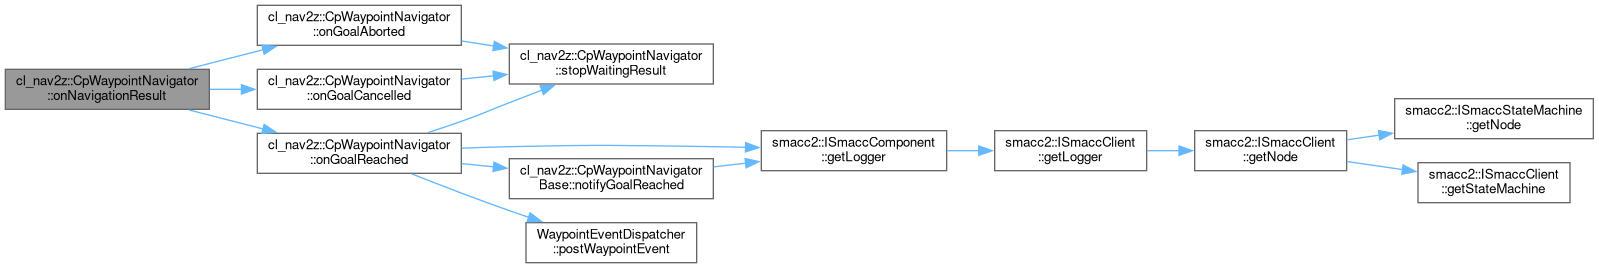 cl_nav2z::CpWaypointNavigator
::onNavigationResult
cl_nav2z::CpWaypointNavigator
::onGoalAborted
cl_nav2z::CpWaypointNavigator
::onGoalCancelled
cl_nav2z::CpWaypointNavigator
::onGoalReached
cl_nav2z::CpWaypointNavigator
::stopWaitingResult
cl_nav2z::CpWaypointNavigator
Base::notifyGoalReached
WaypointEventDispatcher
::postWaypointEvent
smacc2::ISmaccComponent
::getLogger
smacc2::ISmaccClient
::getLogger
smacc2::ISmaccClient
::getNode
smacc2::ISmaccStateMachine
::getNode
smacc2::ISmaccClient
::getStateMachine